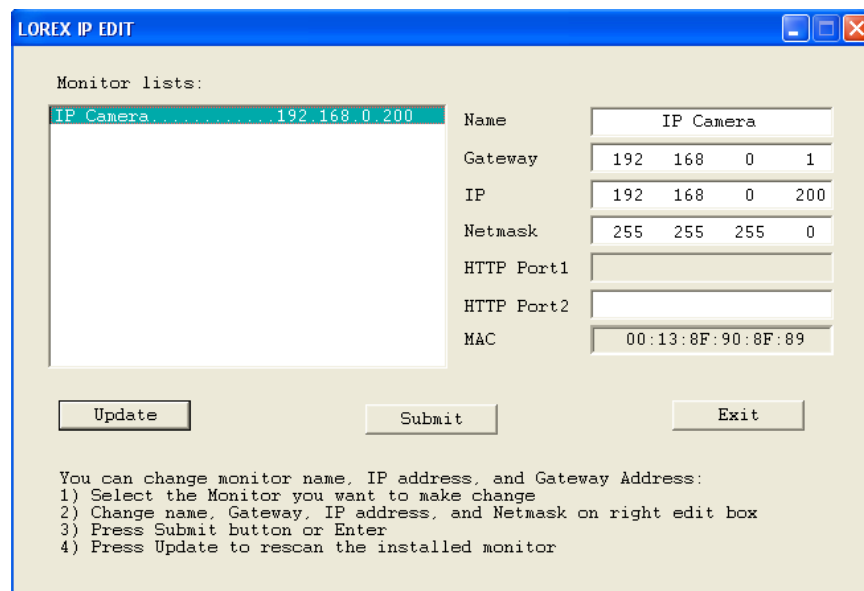 LOREX IP EDIT
Monitor lists:
IP Camera............192.168.0.200
Name IP Camera
Gateway 192 168 0 1
IP 192 168 0 200
Netmask 255 255 255 0
HTTP Port1
HTTP Port2
MAC 00:13:8F:90:8F:89
Update Submit Exit
You can change monitor name, IP address, and Gateway Address:
1) Select the Monitor you want to make change
2) Change name, Gateway, IP address, and Netmask on right edit box
3) Press Submit button or Enter
4) Press Update to rescan the installed monitor